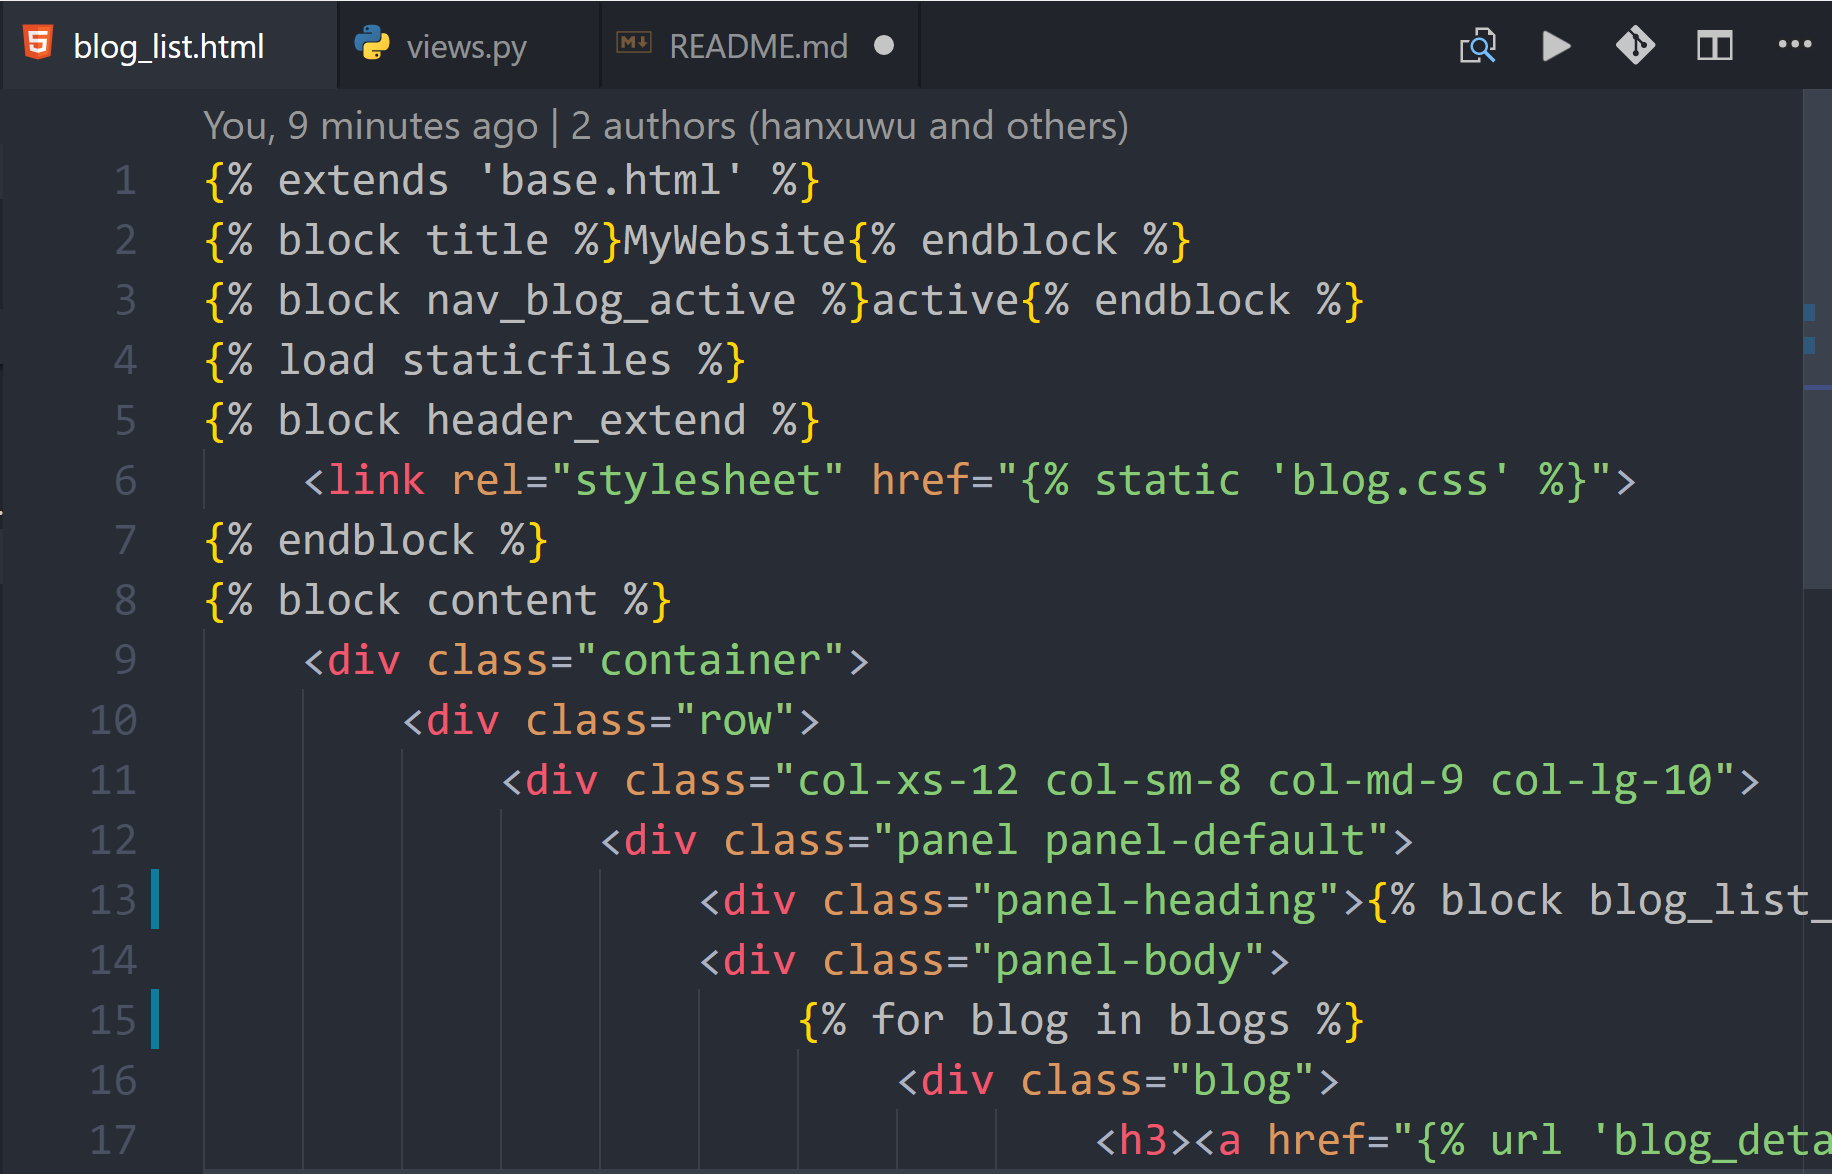 blog_list.html views.py README.md
You, 9 minutes ago | 2 authors (hanxuwu and others)
1 {% extends 'base.html' %}
2 {% block title %}MyWebsite{% endblock %}
3 {% block nav_blog_active %}active{% endblock %}
4 {% load staticfiles %}
5 {% block header_extend %}
6 <link rel="stylesheet" href="{% static 'blog.css' %}">
7 {% endblock %}
8 {% block content %}
9 <div class="container">
10 <div class="row">
11 <div class="col-xs-12 col-sm-8 col-md-9 col-lg-10">
12 <div class="panel panel-default">
13 <div class="panel-heading">{% block blog_list_
14 <div class="panel-body">
15 {% for blog in blogs %}
16 <div class="blog">
17 <h3><a href="{% url 'blog_deta